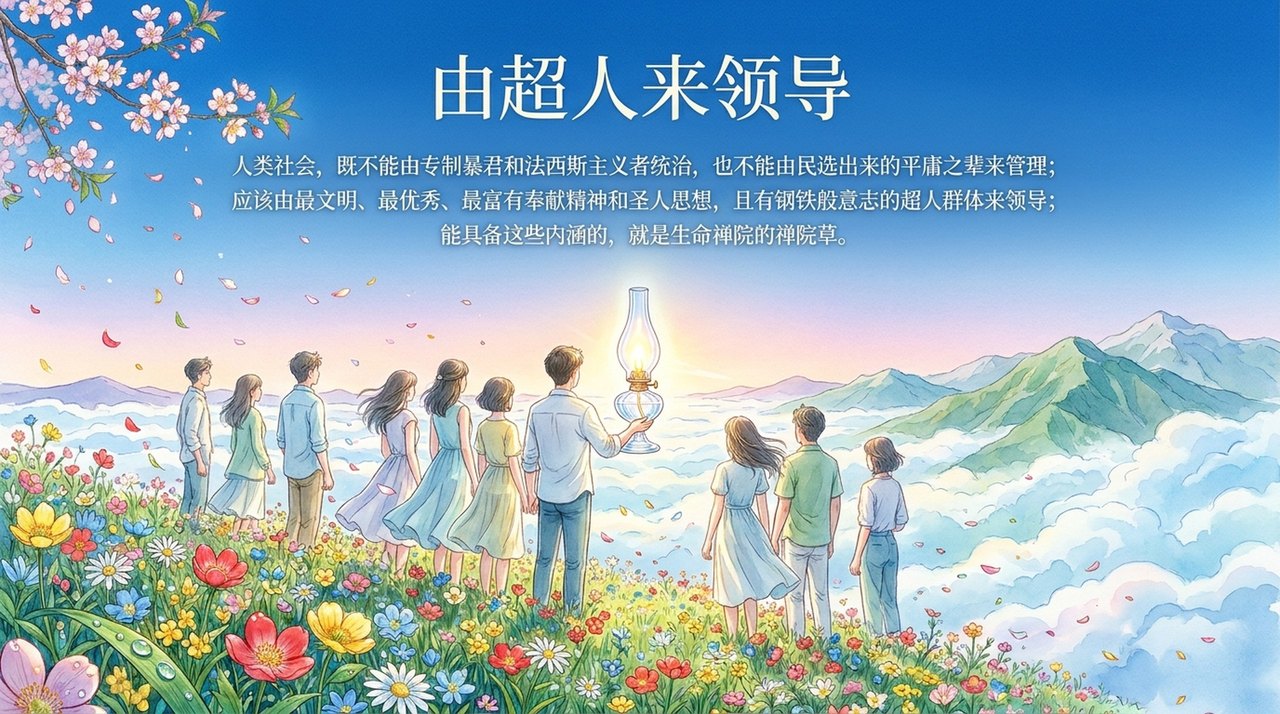 由超人来领导
人类社会，既不能由专制暴君和法西斯主义者统治，也不能由民选出来的平庸之辈来管理；
应该由最文明、最优秀、最富有奉献精神和圣人思想，且有钢铁般意志的超人群体来领导；
能具备这些内涵的，就是生命禅院的禅院草。